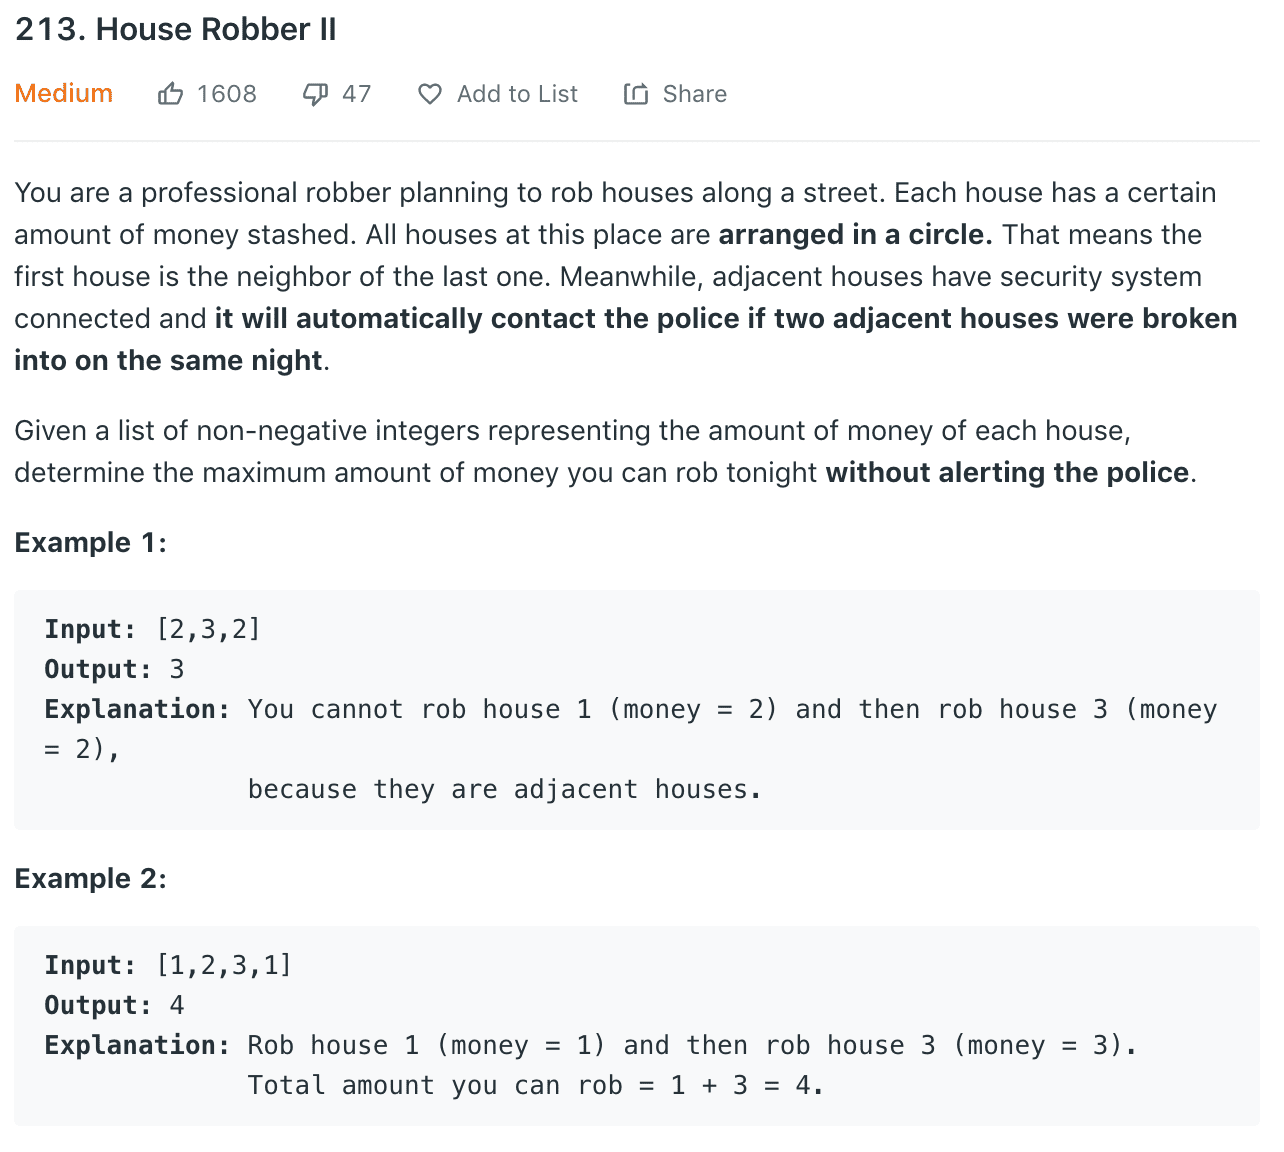 213. House Robber II
Medium 1608 47 Add to List Share
You are a professional robber planning to rob houses along a street. Each house has a certain
amount of money stashed. All houses at this place are arranged in a circle. That means the
first house is the neighbor of the last one. Meanwhile, adjacent houses have security system
connected and it will automatically contact the police if two adjacent houses were broken
into on the same night.
Given a list of non-negative integers representing the amount of money of each house,
determine the maximum amount of money you can rob tonight without alerting the police.
Example 1:
Input: [2,3,2]
Output: 3
Explanation: You cannot rob house 1 (money = 2) and then rob house 3 (money
= 2),
because they are adjacent houses.
Example 2:
Input: [1,2,3,1]
Output: 4
Explanation: Rob house 1 (money = 1) and then rob house 3 (money = 3).
Total amount you can rob = 1 + 3 = 4.